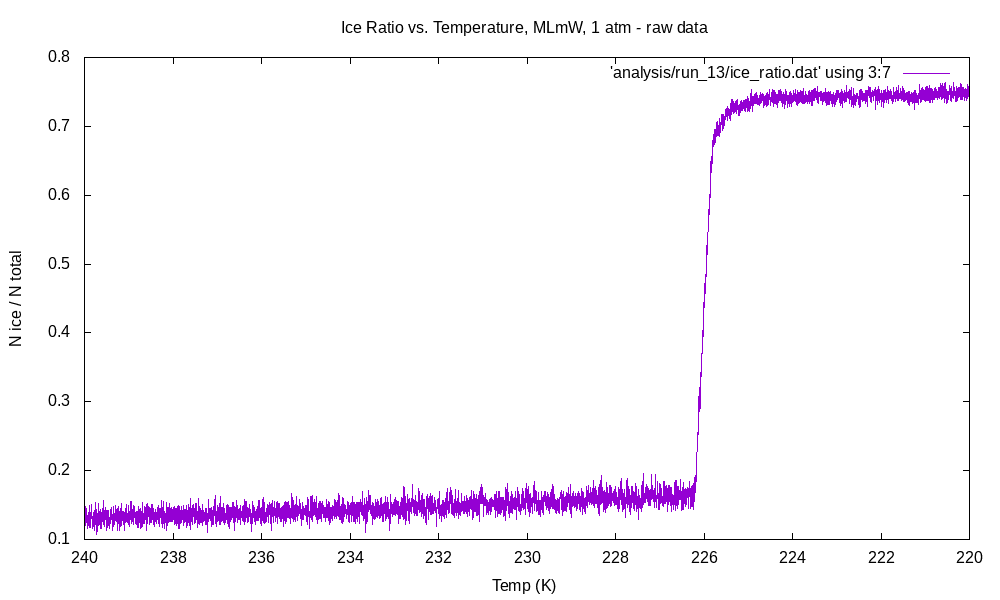 Ice Ratio vs. Temperature, MLmW, 1 atm - raw data
'analysis/run_13/ice_ratio.dat' using 3:7
N ice / N total
0.8
0.7
0.6
0.5
0.4
0.3
0.2
0.1
240 238 236 234 232 230 228 226 224 222 220
Temp (K)